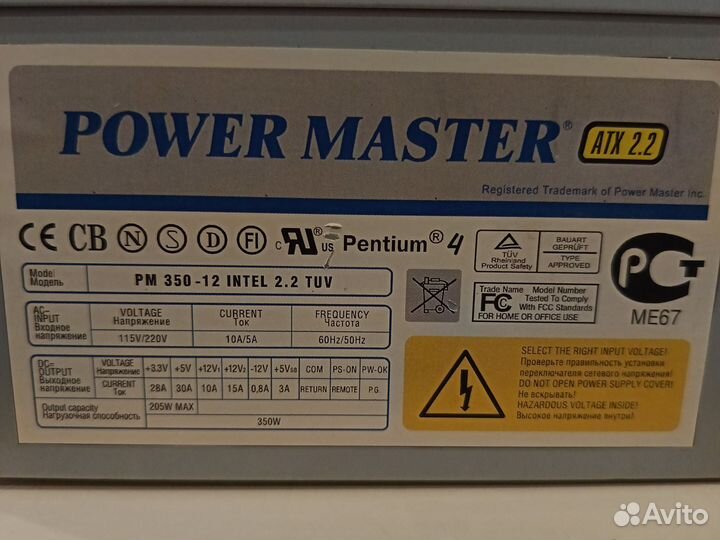 POWER MASTER® ATX 2.2
Registered Trademark of Power Master Inc.
CE CB N S D FI c RU® US Pentium® 4
TÜV Rheinland Product Safety
BAUART GEPRÜFT
TYPE APPROVED
Model
Модель
PM 350-12 INTEL 2.2 TUV
Trade Name
FC
Model Number
Tested To Comply
With FCC Standards
FOR HOME OR OFFICE USE
РСТ
ME67
AC-INPUT
Входное напряжение
VOLTAGE
Напряжение
CURRENT
Ток
FREQUENCY
Частота
115V/220V
10A/5A
60Hz/50Hz
DC-OUTPUT
Выходное напряжение
VOLTAGE
Напряжение
+3.3V +5V +12V1 +12V2 -12V +5VSB COM PS-ON PW-OK
CURRENT
Ток
28A 30A 10A 15A 0,8A 3A RETURN REMOTE P.G.
Output capacity
Нагрузочная способность
205W MAX
350W
SELECT THE RIGHT INPUT VOLTAGE!
Проверьте правильность установки
переключателя сетевого напряжения!
DO NOT OPEN POWER SUPPLY COVER!
Не вскрывать!
HAZARDOUS VOLTAGE INSIDE!
Высокое напряжение внутри!
Avito